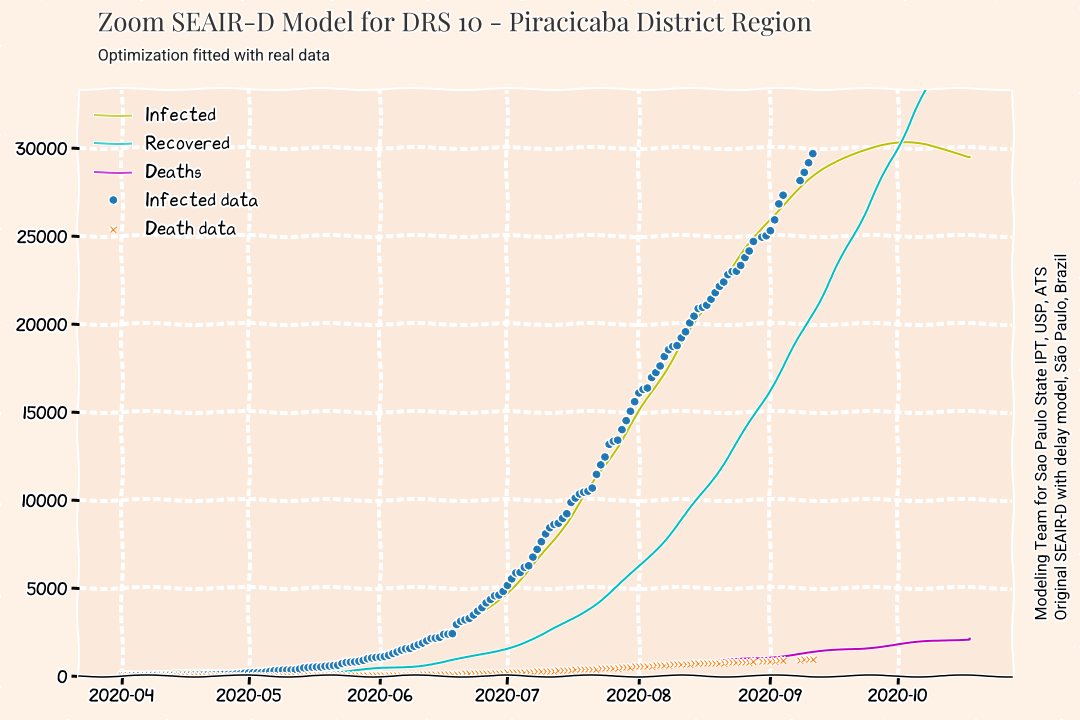 Zoom SEAIR-D Model for DRS 10 - Piracicaba District Region
Optimization fitted with real data
Infected
Recovered
Deaths
Infected data
Death data
30000
25000
20000
15000
10000
5000
0
2020-04
2020-05
2020-06
2020-07
2020-08
2020-09
2020-10
Modeling Team for Sao Paulo State IPT, USP, ATS
Original SEAIR-D with delay model, São Paulo, Brazil